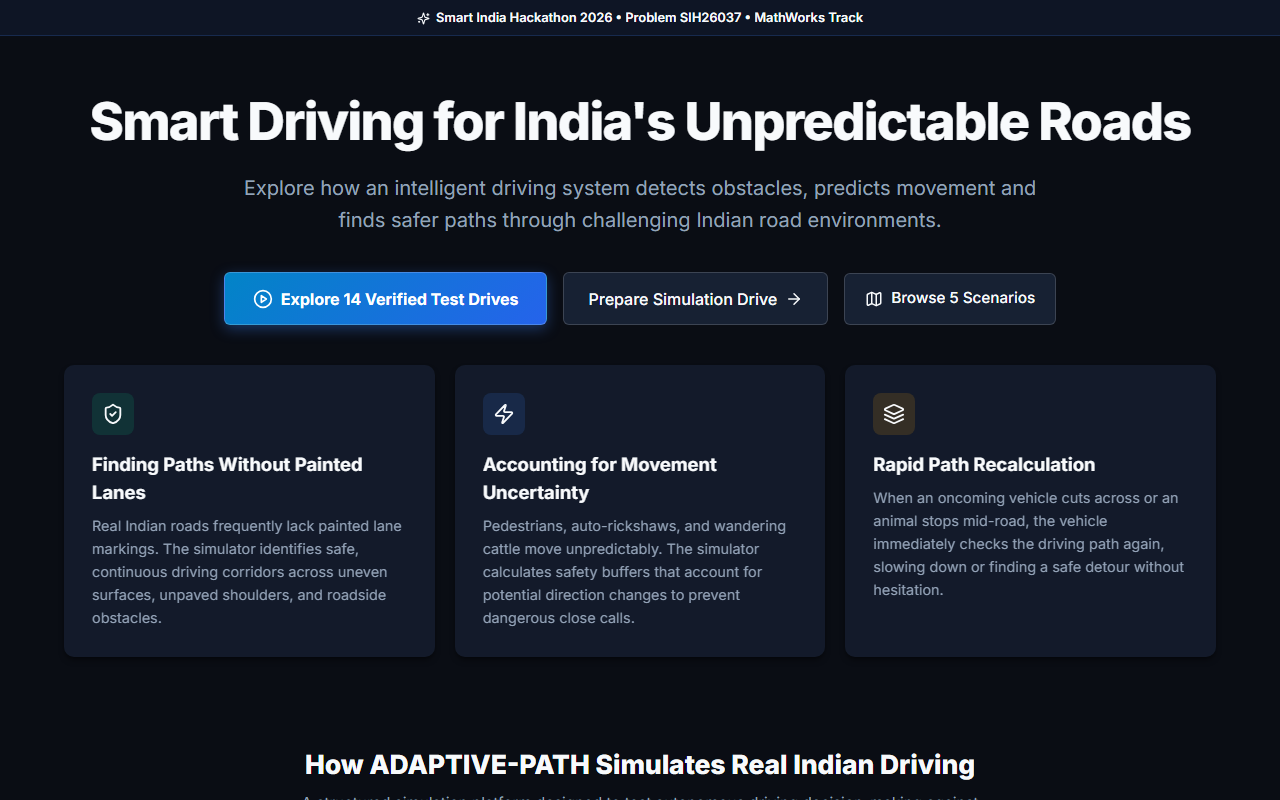 Smart India Hackathon 2026 • Problem SIH26037 • MathWorks Track
Smart Driving for India's Unpredictable Roads
Explore how an intelligent driving system detects obstacles, predicts movement and
finds safer paths through challenging Indian road environments.
Explore 14 Verified Test Drives
Prepare Simulation Drive →
Browse 5 Scenarios
Finding Paths Without Painted
Lanes
Real Indian roads frequently lack painted lane
markings. The simulator identifies safe,
continuous driving corridors across uneven
surfaces, unpaved shoulders, and roadside
obstacles.
Accounting for Movement
Uncertainty
Pedestrians, auto-rickshaws, and wandering
cattle move unpredictably. The simulator
calculates safety buffers that account for
potential direction changes to prevent
dangerous close calls.
Rapid Path Recalculation
When an oncoming vehicle cuts across or an
animal stops mid-road, the vehicle
immediately checks the driving path again,
slowing down or finding a safe detour without
hesitation.
How ADAPTIVE-PATH Simulates Real Indian Driving